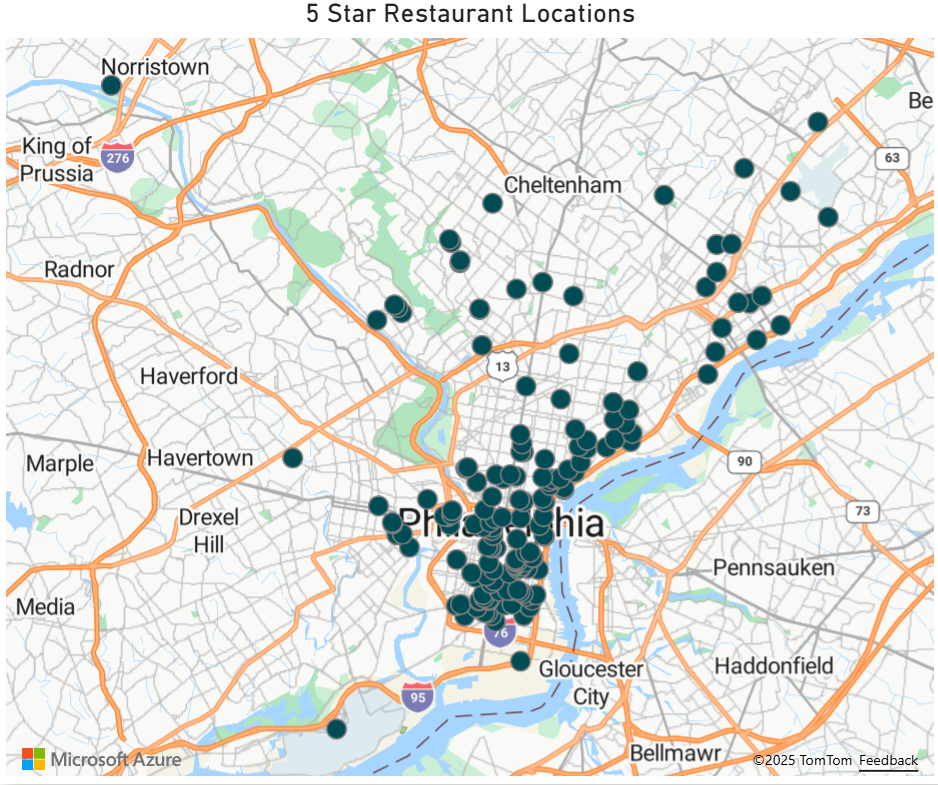 5 Star Restaurant Locations
Norristown
Be
King of
Prussia
276
63
Cheltenham
Radnor
13
Haverford
Marple
Havertown
90
73
Drexel
Hill
Philadelphia
Pennsauken
Media
76
Gloucester
City
Haddonfield
95
Bellmawr
Microsoft Azure
©2025 TomTom Feedback